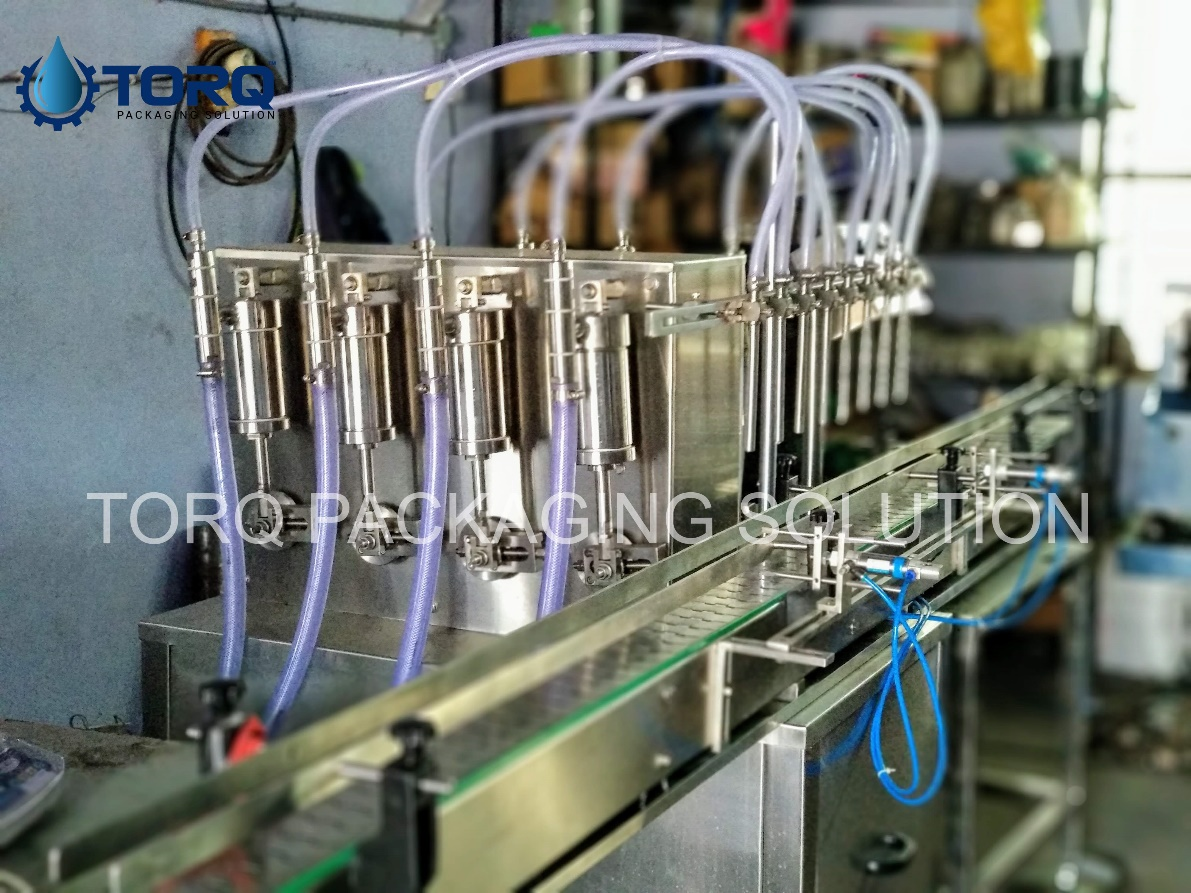 TORQ
PACKAGING SOLUTION
TORQ PACKAGING SOLUTION